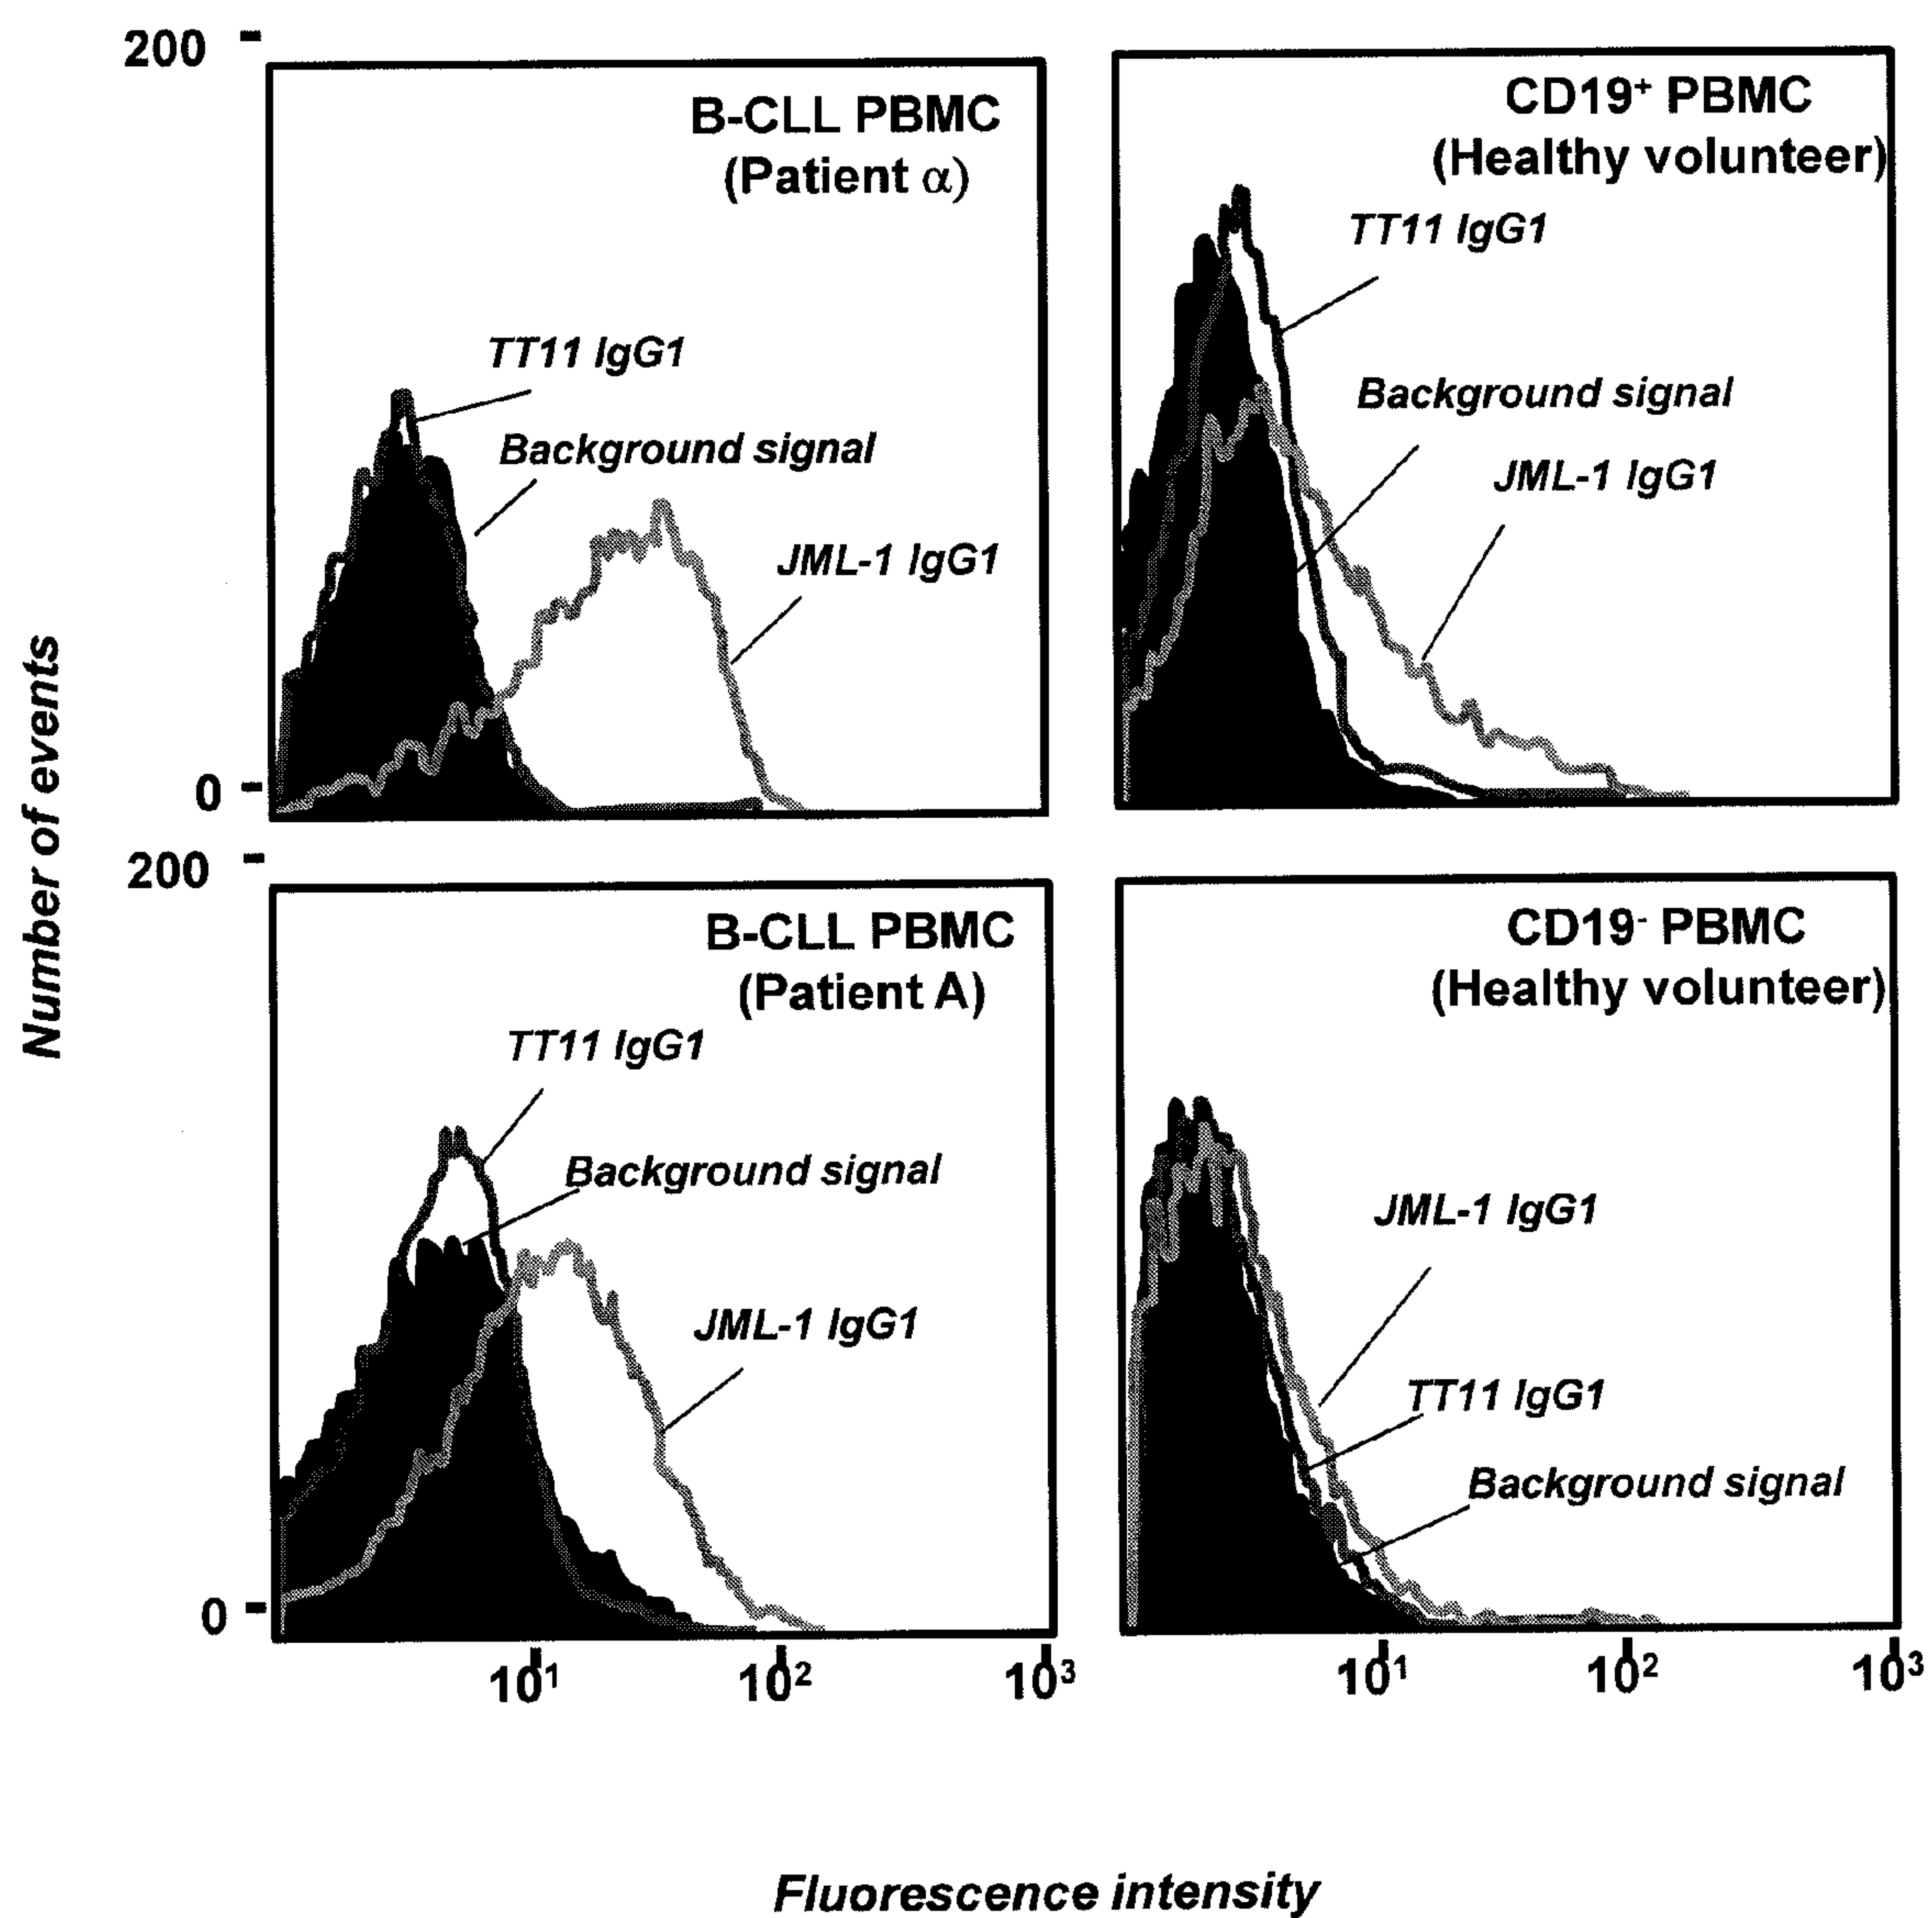 200
B-CLL PBMC
(Patient α)
TT11 IgG1
Background signal
JML-1 IgG1
0
CD19+ PBMC
(Healthy volunteer)
TT11 IgG1
Background signal
JML-1 IgG1
Number of events
200
B-CLL PBMC
(Patient A)
TT11 IgG1
Background signal
JML-1 IgG1
0
10¹ 10² 10³
CD19- PBMC
(Healthy volunteer)
JML-1 IgG1
TT11 IgG1
Background signal
10¹ 10² 10³
Fluorescence intensity